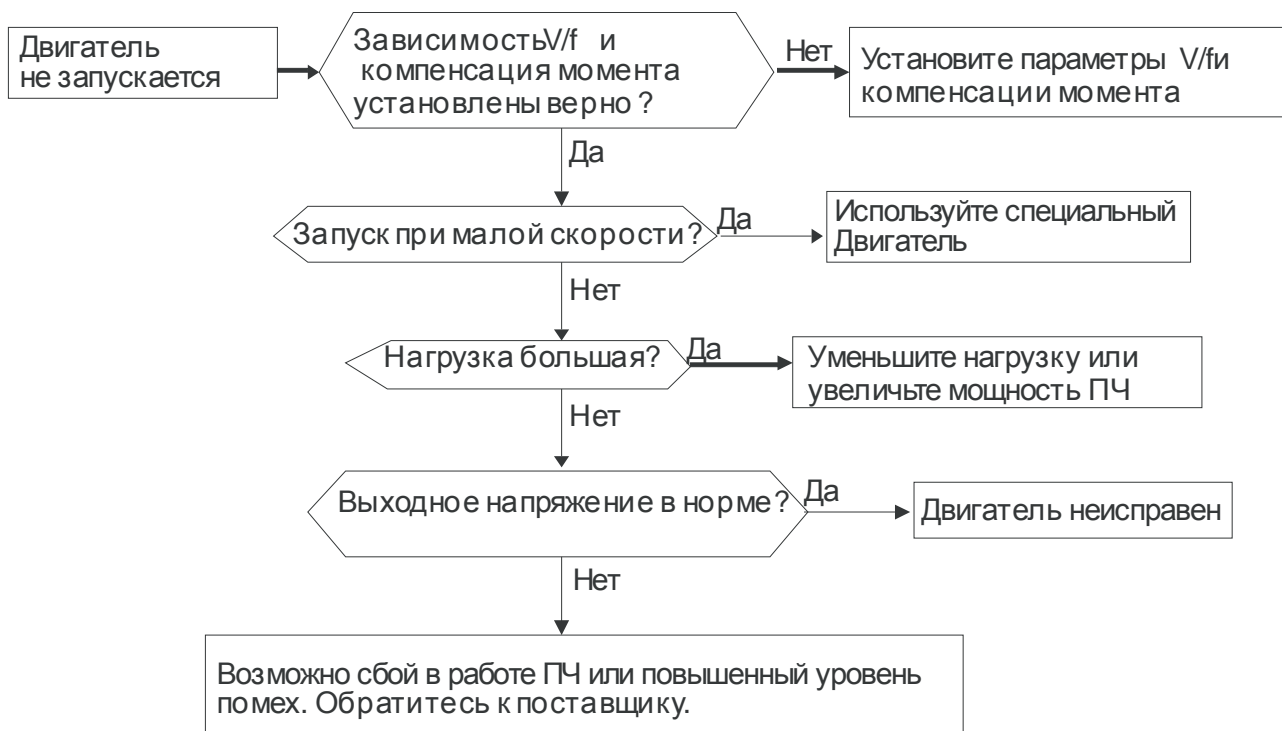 Двигатель
не запускается
Зависимость V/f и
компенсация момента
установлены верно ?
Нет
Установите параметры V/f и
компенсации момента
Да
Запуск при малой скорости?
Да
Используйте специальный
Двигатель
Нет
Нагрузка большая?
Да
Уменьшите нагрузку или
увеличьте мощность ПЧ
Нет
Выходное напряжение в норме?
Да
Двигатель неисправен
Нет
Возможно сбой в работе ПЧ или повышенный уровень
помех. Обратитесь к поставщику.